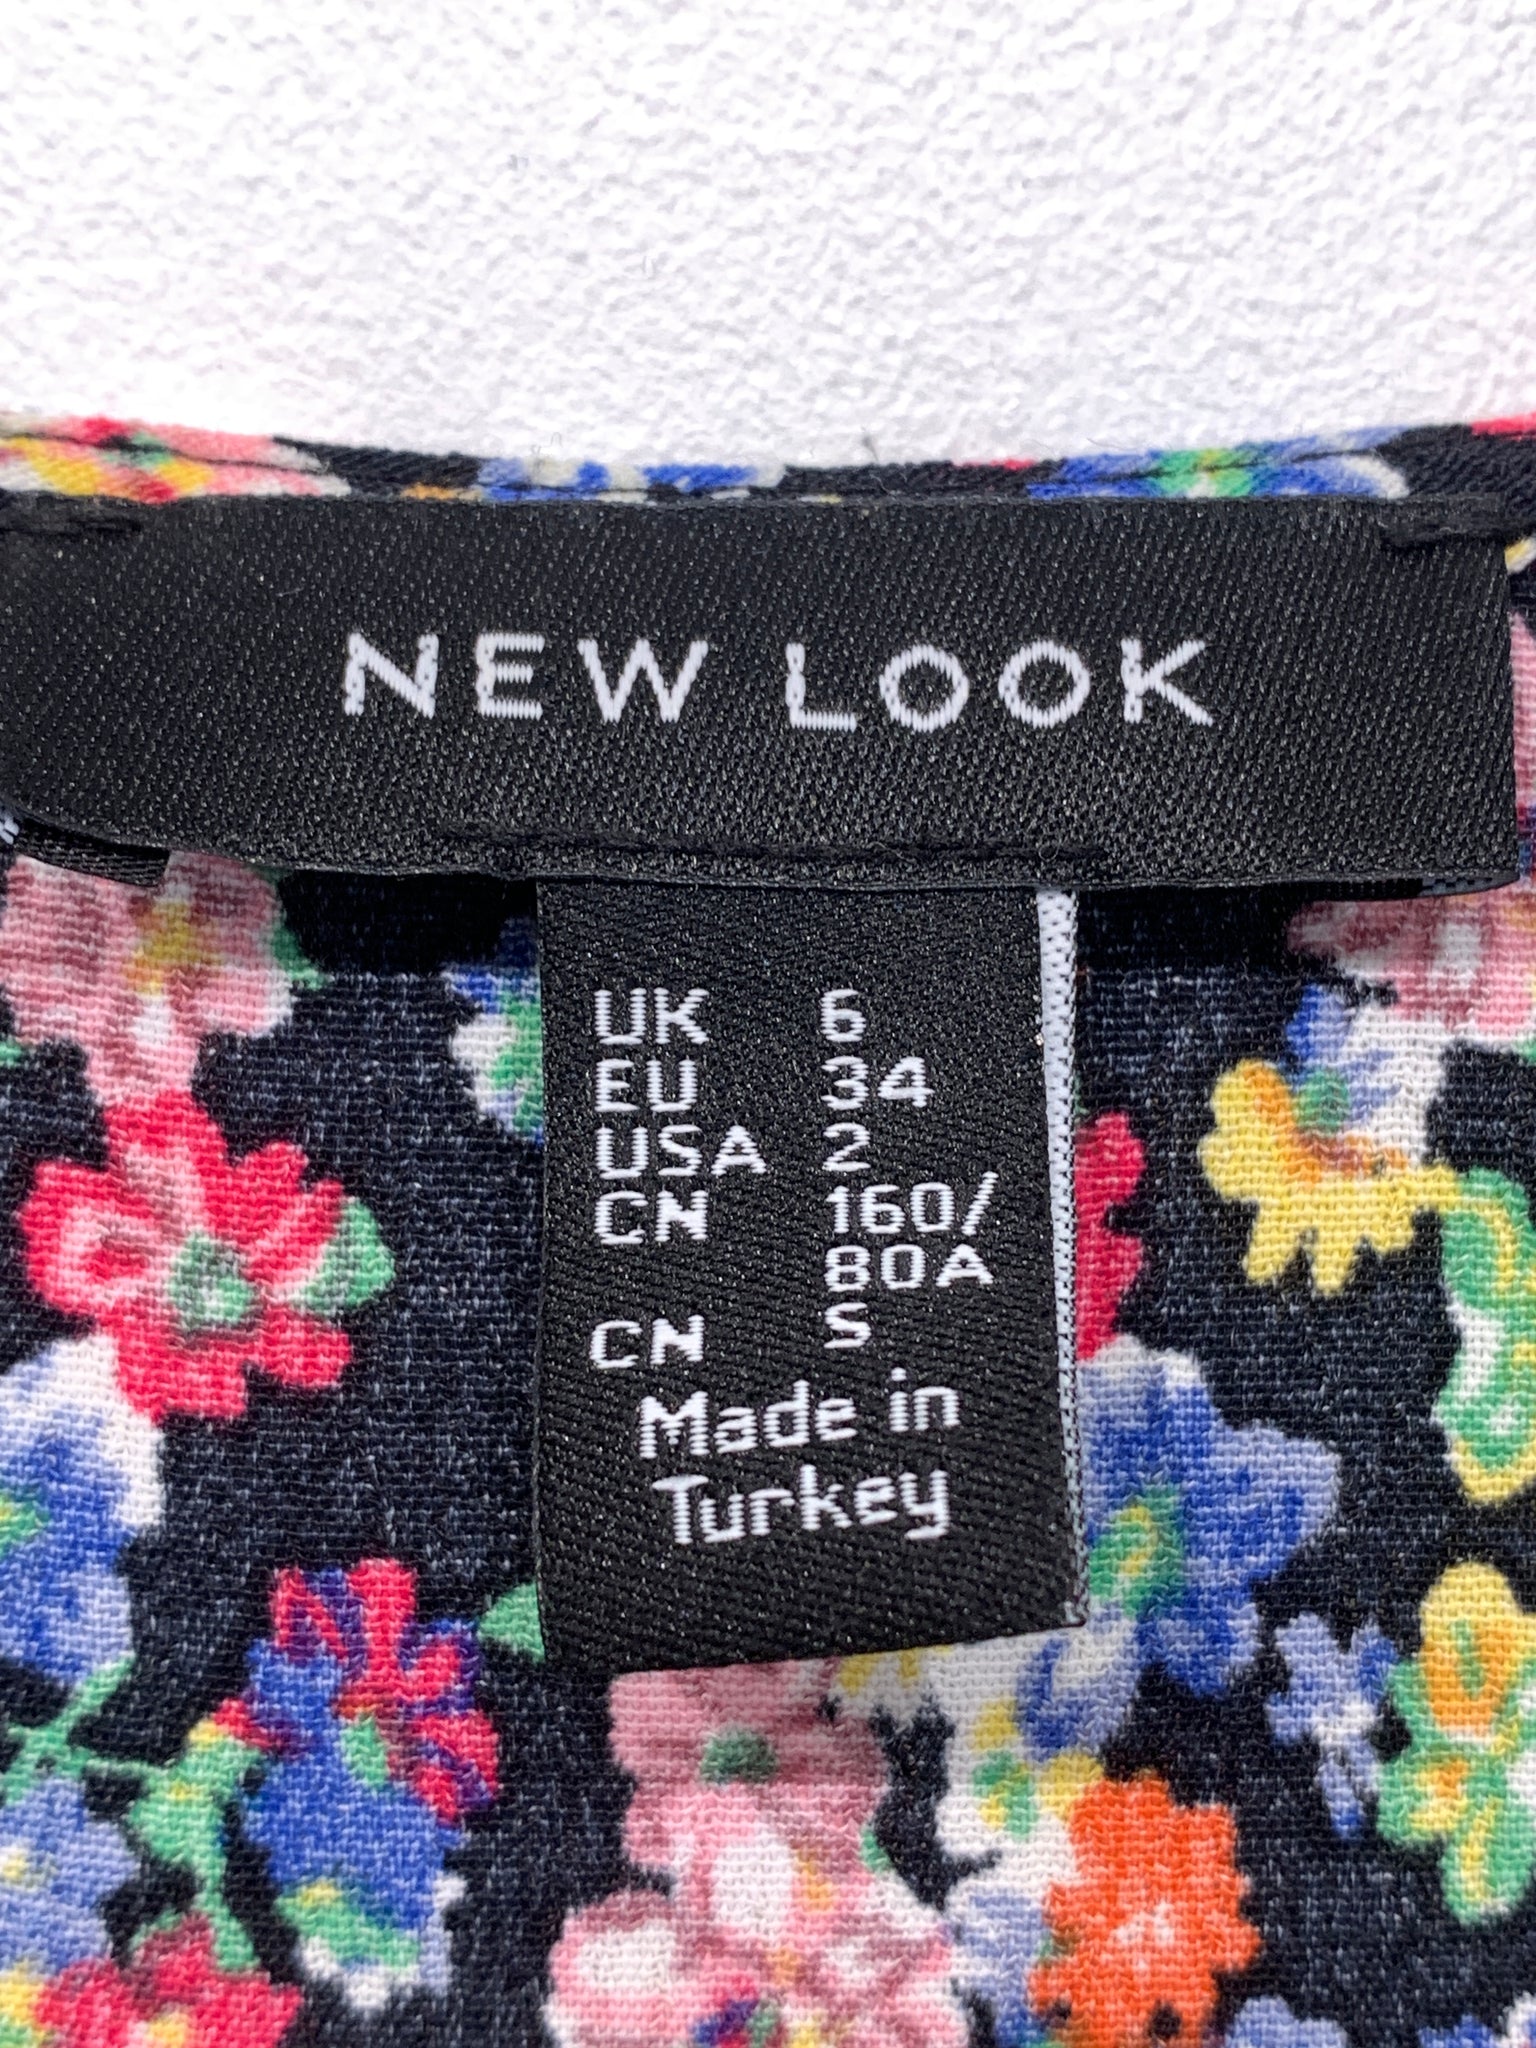 NEW LOOK
UK 6
EU 34
USA 2
CN 160/
80A
CN S
Made in
Turkey